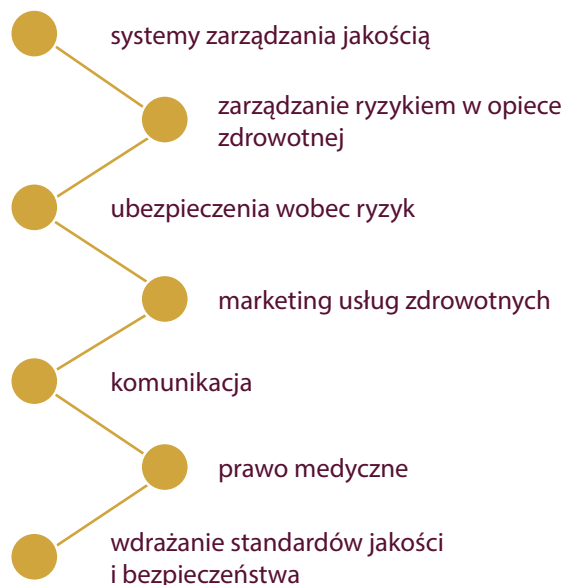 systemy zarządzania jakością
zarządzanie ryzykiem w opiece
zdrowotnej
ubezpieczenia wobec ryzyk
marketing usług zdrowotnych
komunikacja
prawo medyczne
wdrażanie standardów jakości
i bezpieczeństwa